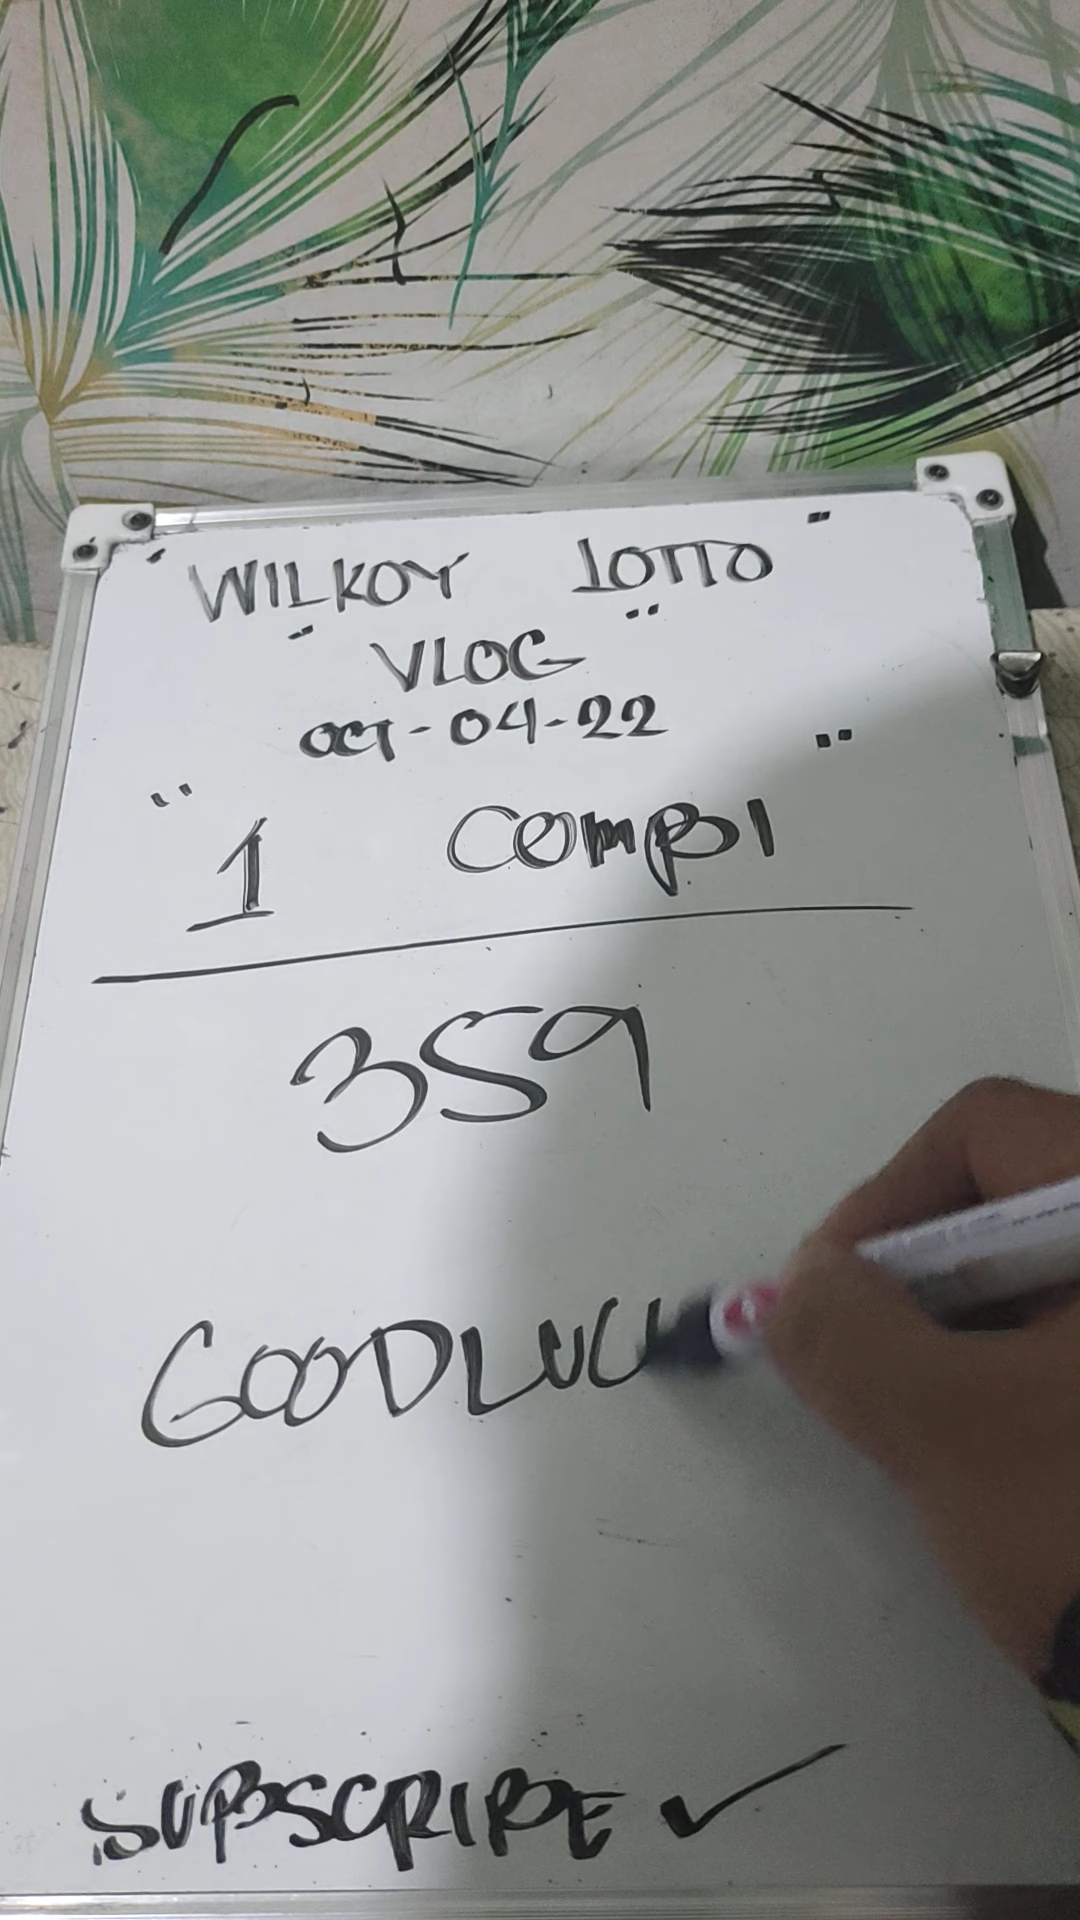 "WILKOY LOTTO"
VLOG
OCT-04-22
"1 COMBI"
359
GOODLUC
SUBSCRIBE ✓